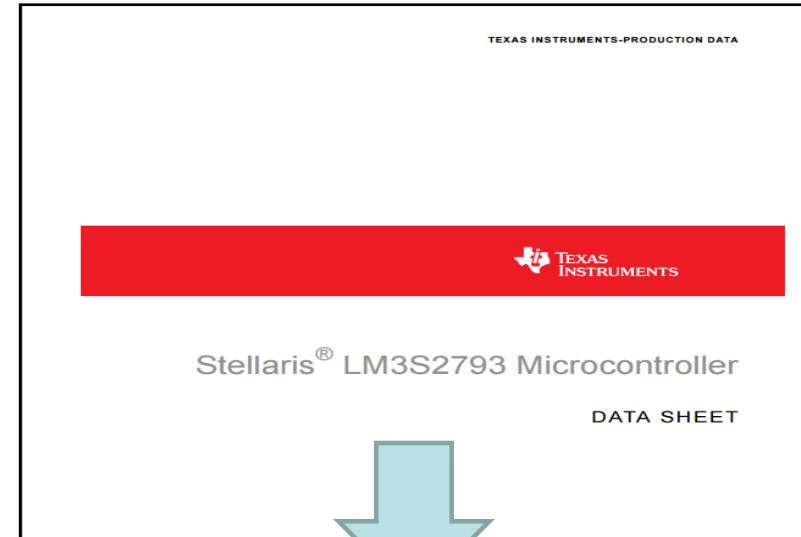 TEXAS INSTRUMENTS-PRODUCTION DATA
TEXAS
INSTRUMENTS
Stellaris® LM3S2793 Microcontroller
DATA SHEET